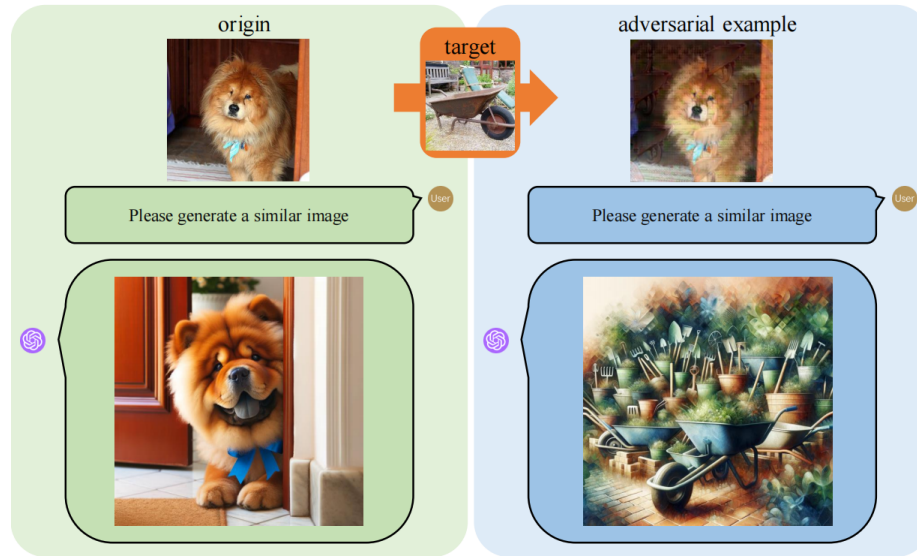 origin
target
adversarial example
Please generate a similar image
User
Please generate a similar image
User